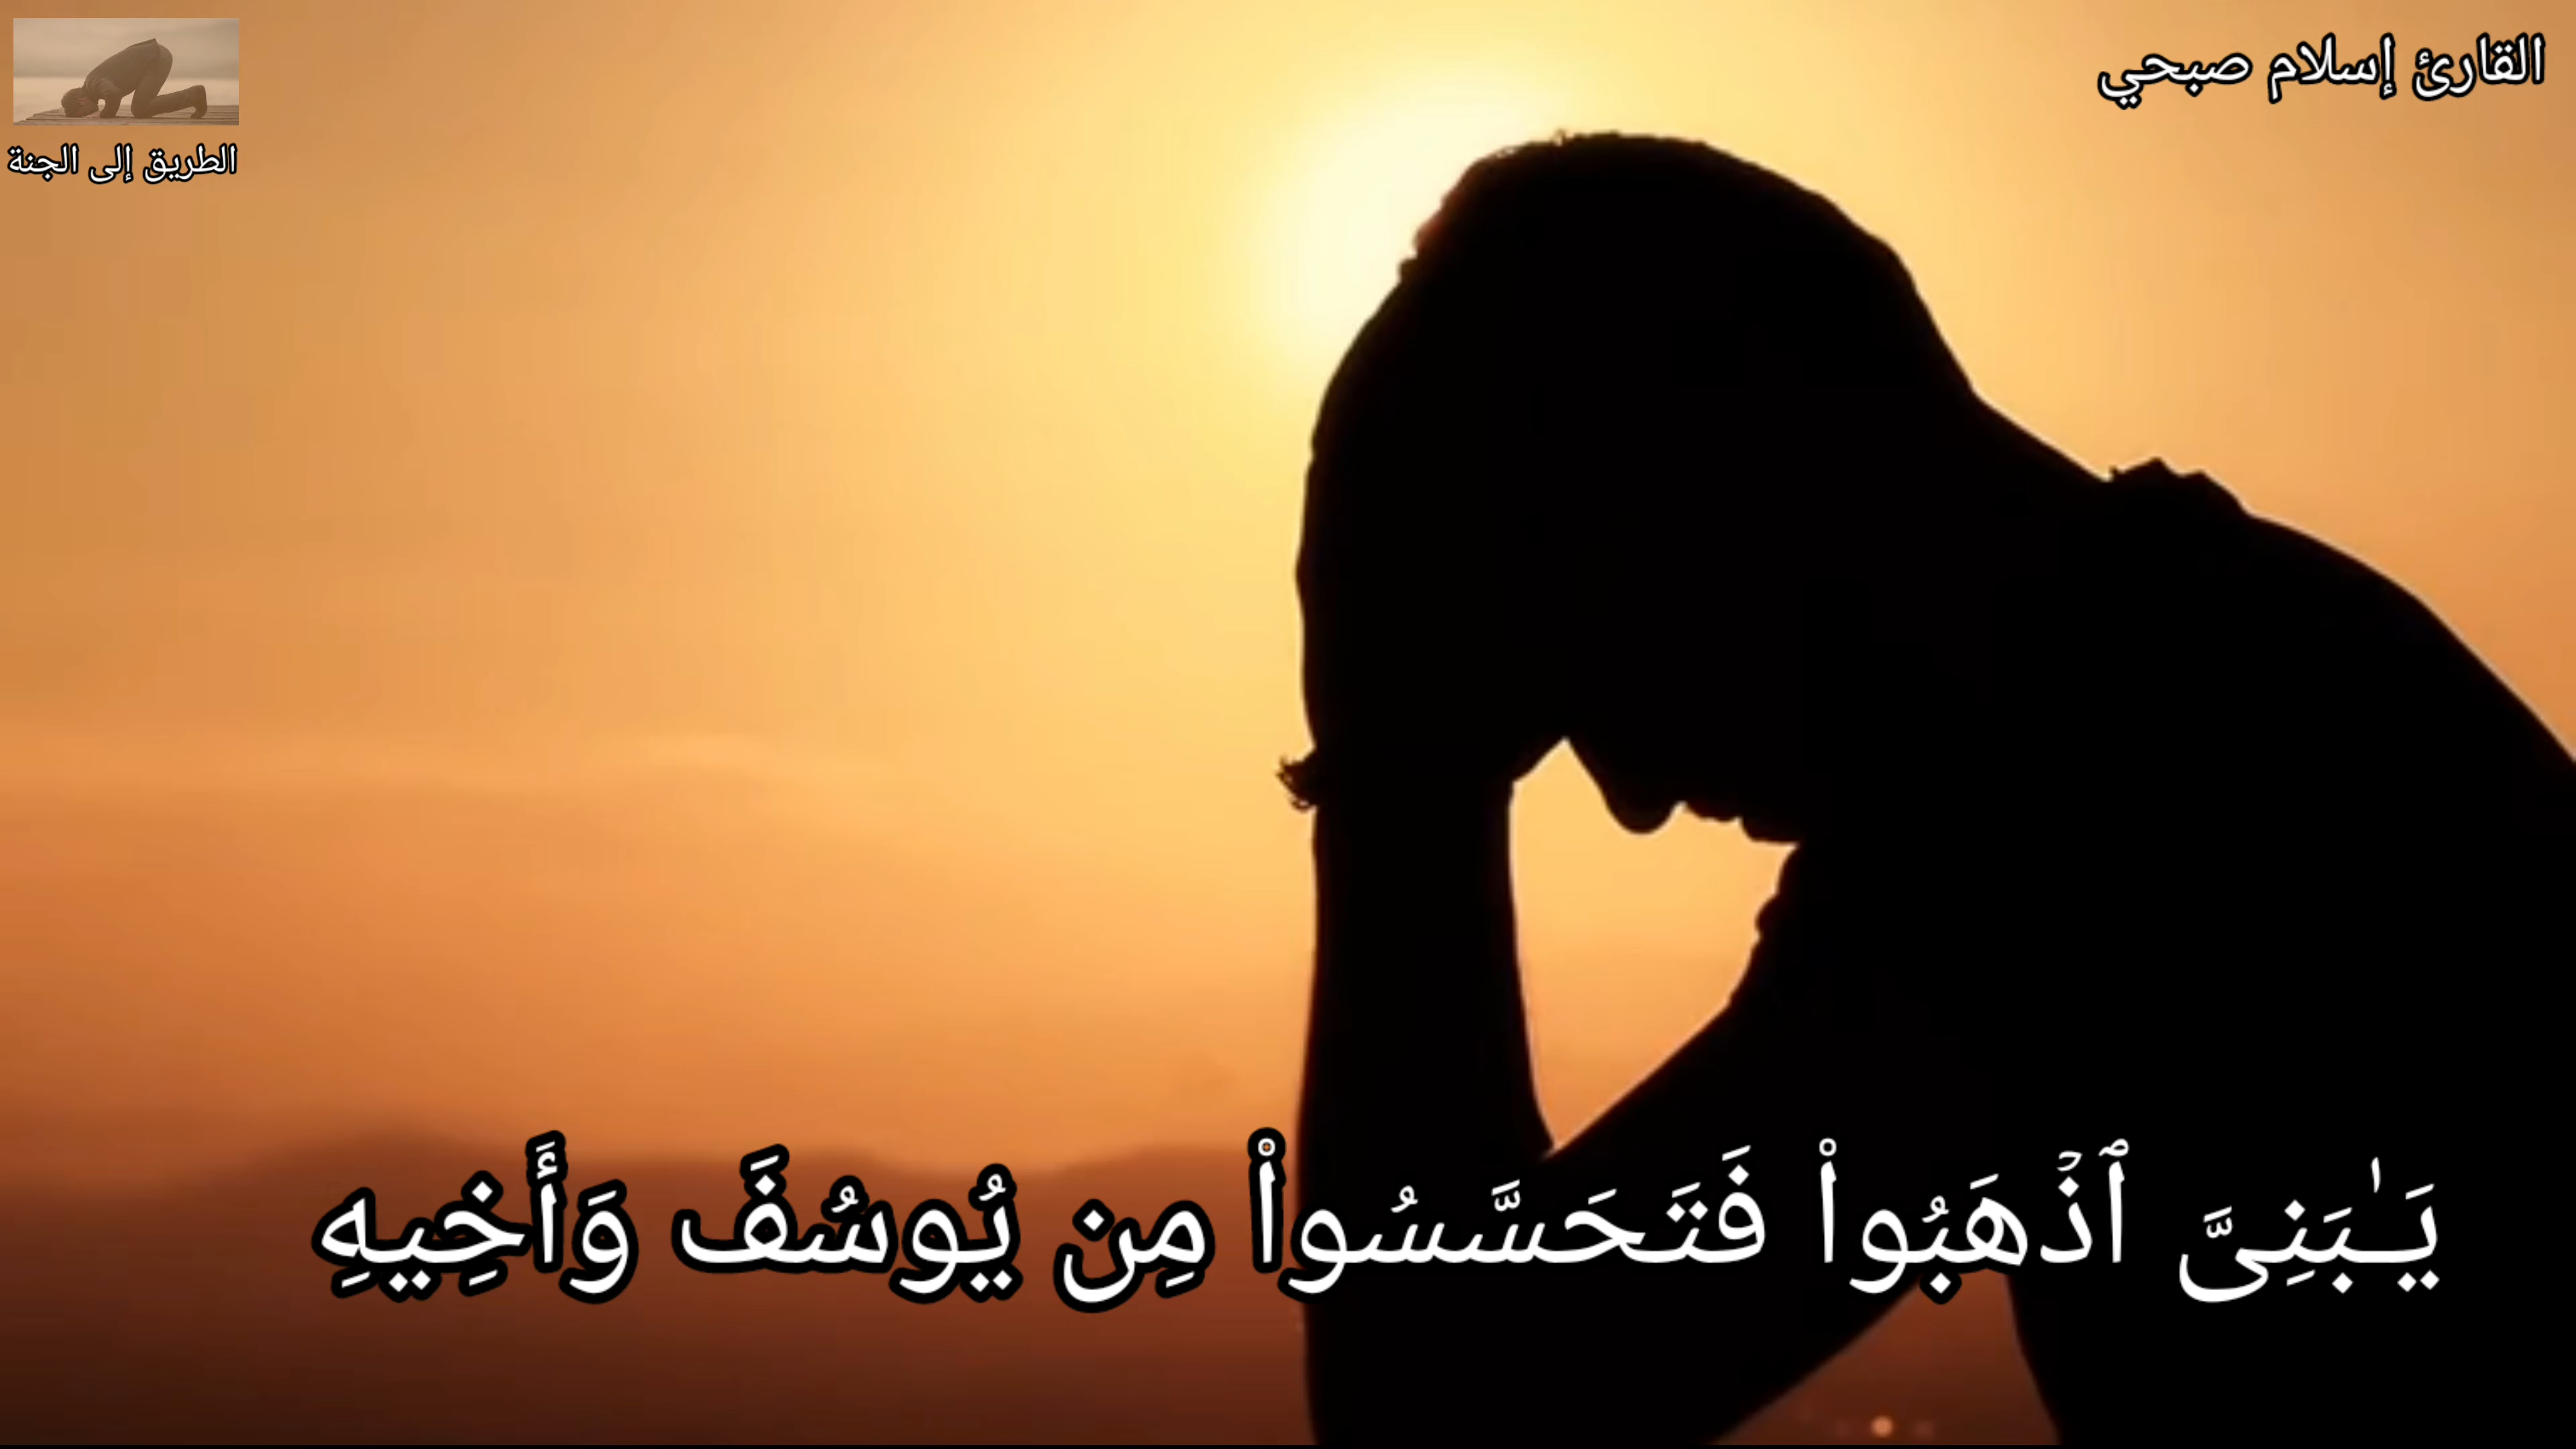 القارئ إسلام صبحي
الطريق إلى الجنة
يَـٰبَنِىَّ ٱذْهَبُوا۟ فَتَحَسَّسُوا۟ مِن يُوسُفَ وَأَخِيهِ